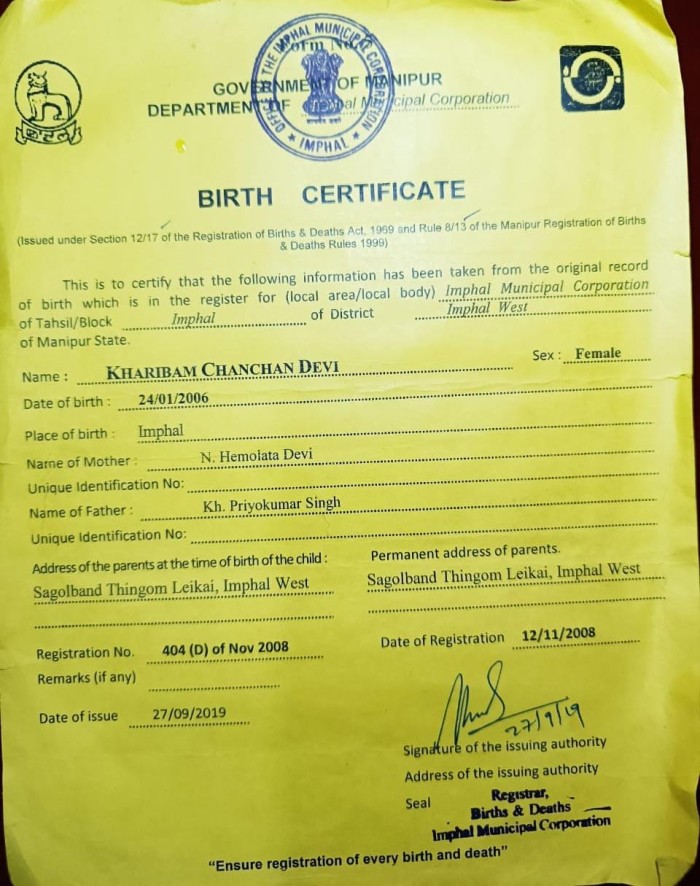 Form No.
OFFICE OF THE IMPHAL MUNICIPAL CORPORATION
★ IMPHAL ★
GOVERNMENT OF MANIPUR
DEPARTMENT OF Imphal Municipal Corporation
BIRTH CERTIFICATE
(Issued under Section 12/17 of the Registration of Births & Deaths Act, 1969 and Rule 8/13 of the Manipur Registration of Births
& Deaths Rules 1999)
This is to certify that the following information has been taken from the original record
of birth which is in the register for (local area/local body) Imphal Municipal Corporation
of Tahsil/Block Imphal of District Imphal West
of Manipur State.
Name : KHARIBAM CHANCHAN DEVI Sex : Female
Date of birth : 24/01/2006
Place of birth : Imphal
Name of Mother : N. Hemolata Devi
Unique Identification No:
Name of Father : Kh. Priyokumar Singh
Unique Identification No:
Address of the parents at the time of birth of the child : Permanent address of parents.
Sagolband Thingom Leikai, Imphal West Sagolband Thingom Leikai, Imphal West
Registration No. 404 (D) of Nov 2008 Date of Registration 12/11/2008
Remarks (if any)
Date of issue 27/09/2019
27/9/19
Signature of the issuing authority
Address of the issuing authority
Seal Registrar,
Births & Deaths
Imphal Municipal Corporation
“Ensure registration of every birth and death”